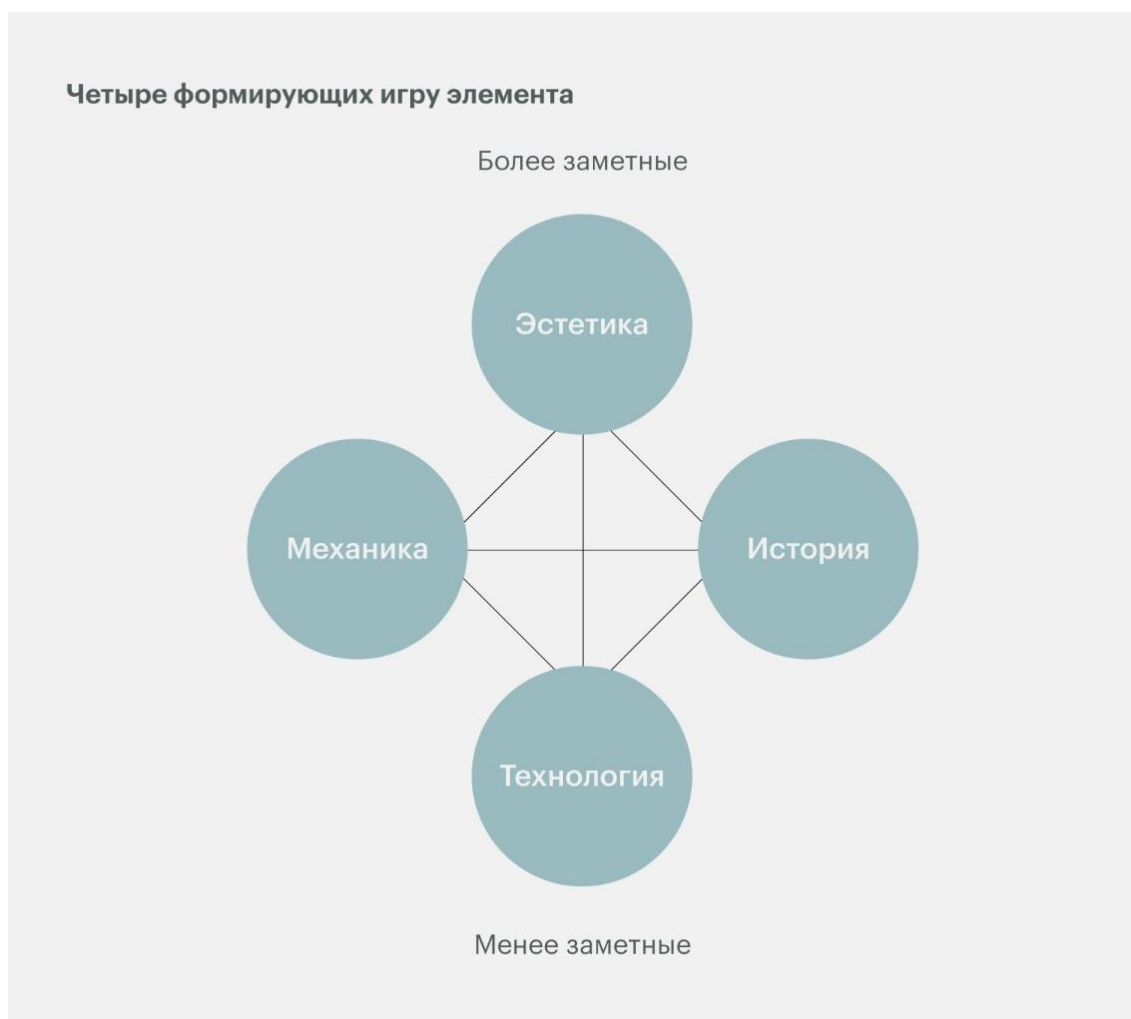 Четыре формирующих игру элемента
Более заметные
Эстетика
Механика
История
Технология
Менее заметные